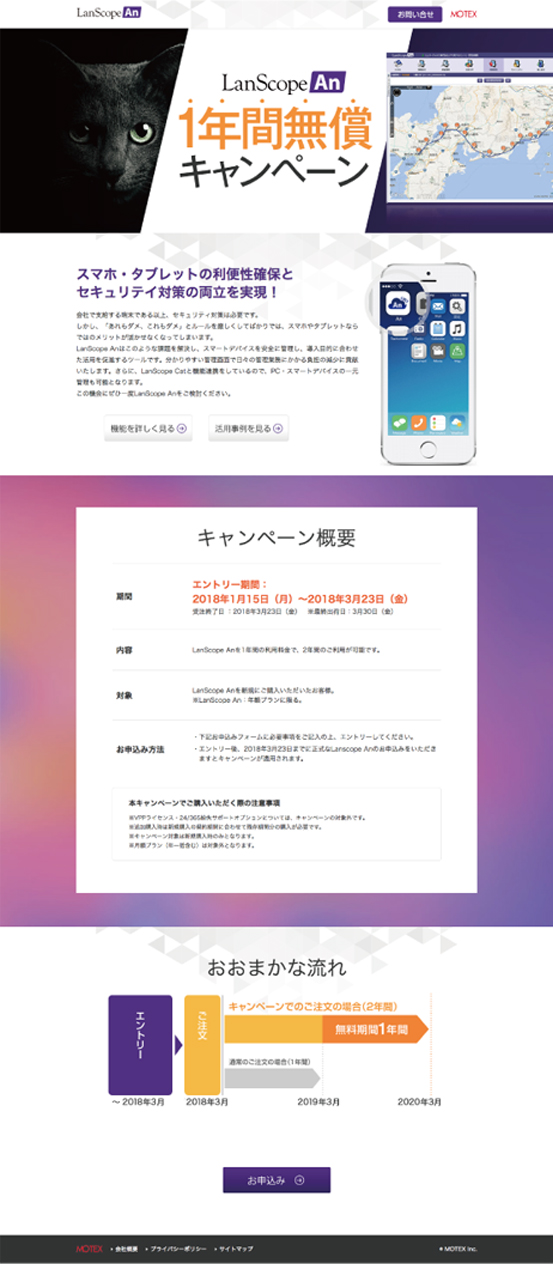 LanScope An
お問い合せ
MOTEX
LanScope An
1年間無償
キャンペーン
スマホ・タブレットの利便性確保と
セキュリテイ対策の両立を実現！
会社で支給する端末である以上、セキュリティ対策は必要です。
しかし、「あれもダメ、これもダメ」とルールを厳しくしてばかりでは、スマホやタブレットなら
ではのメリットが活かせなくなってしまいます。
LanScope Anはこのような課題を解決し、スマートデバイスを安全に管理し、導入目的に合わせ
た活用を促進するツールです。分かりやすい管理画面で日々の管理業務にかかる負担の減少に貢献
いたします。さらに、LanScope Catと機能連携をしているので、PC・スマートデバイスの一元
管理も可能となります。
この機会にぜひ一度LanScope Anをご検討ください。
An
機能を詳しく見る
活用事例を見る
キャンペーン概要
期間
エントリー期間：
2018年1月15日（月）〜2018年3月23日（金）
受注終了日：2018年3月23日（金）　※最終出荷日：3月30日（金）
内容
LanScope Anを1年間の利用料金で、2年間のご利用が可能です。
対象
LanScope Anを新規にご購入いただいたお客様。
※LanScope An：年額プランに限る。
お申込み方法
・下記お申込みフォームに必要事項をご記入の上、エントリーしてください。
・エントリー後、2018年3月23日までに正式なLanscope Anのお申込みをいただき
ますとキャンペーンが適用されます。
本キャンペーンでご購入いただく際の注意事項
※VPPライセンス・24/365紛失サポートオプションについては、キャンペーンの対象外です。
※追加購入時は新規購入の契約期間に合わせて既存細則分の購入が必要です。
※キャンペーン対象は新規購入時のみとなります。
※月額プラン（年一括含む）は対象外となります。
おおまかな流れ
エントリー
ご注文
キャンペーンでのご注文の場合(2年間)
無料期間1年間
通常のご注文の場合(1年間)
〜 2018年3月
2018年3月
2019年3月
2020年3月
お申込み
MOTEX
会社概要
プライバシーポリシー
サイトマップ
© MOTEX Inc.